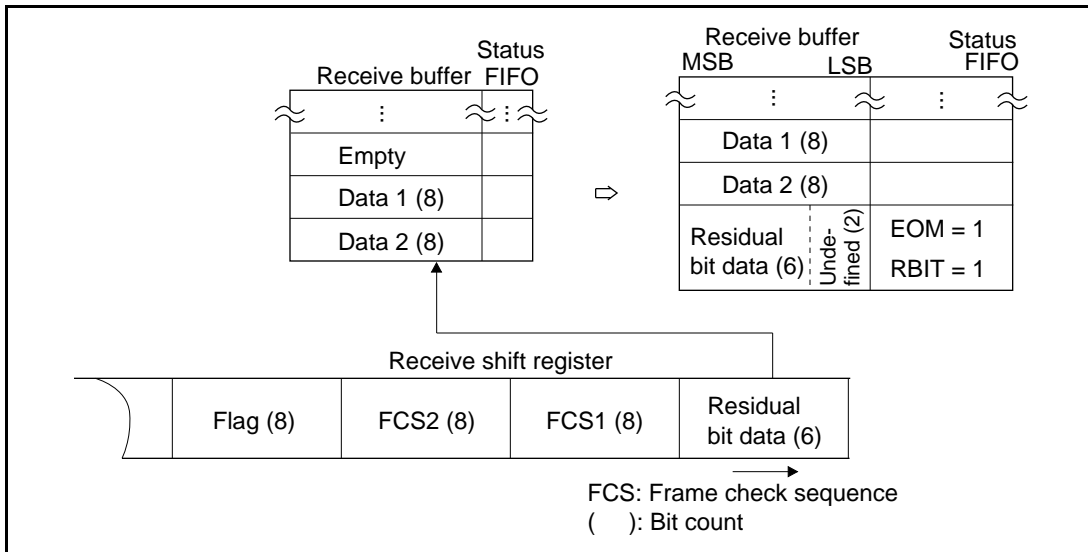 Receive buffer
Status
FIFO
⋮
⋮
Empty
Data 1 (8)
Data 2 (8)
⇨
Receive buffer
MSB
LSB
Status
FIFO
⋮
⋮
Data 1 (8)
Data 2 (8)
Residual
bit data (6)
Unde-
fined (2)
EOM = 1
RBIT = 1
Receive shift register
Flag (8)
FCS2 (8)
FCS1 (8)
Residual
bit data (6)
FCS: Frame check sequence
( ): Bit count